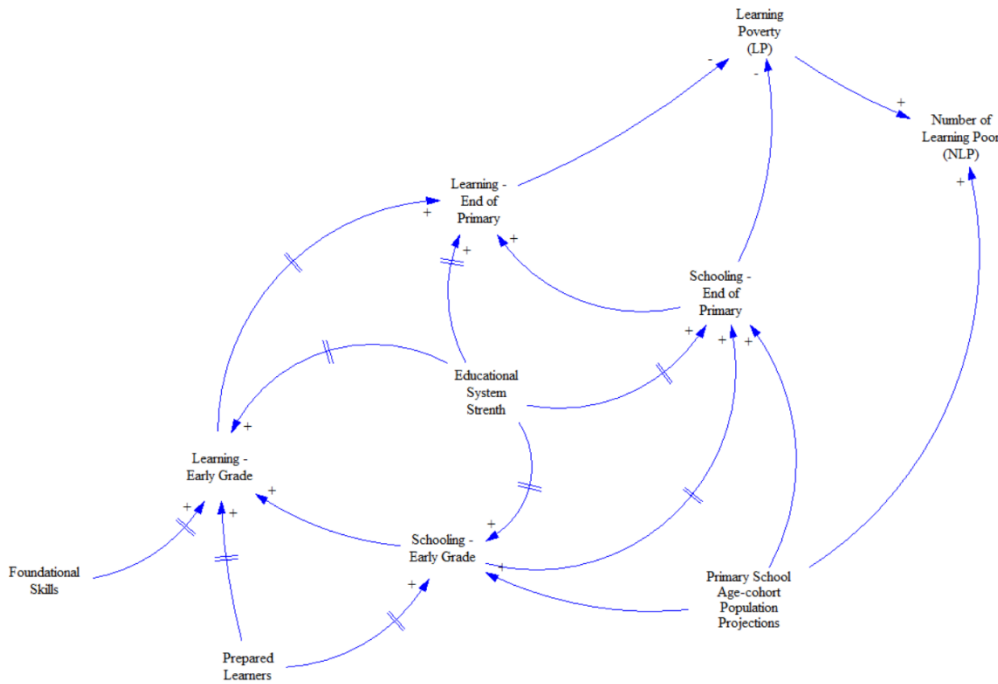 Learning
Poverty
(LP)
-
-
+
Number of
Learning Poor
(NLP)
+
Learning -
End of
Primary
+
+
+
Schooling -
End of
Primary
+
+
+
Educational
System
Strenth
+
Learning -
Early Grade
+
+
+
+
Schooling -
Early Grade
+
+
Foundational
Skills
Primary School
Age-cohort
Population
Projections
Prepared
Learners